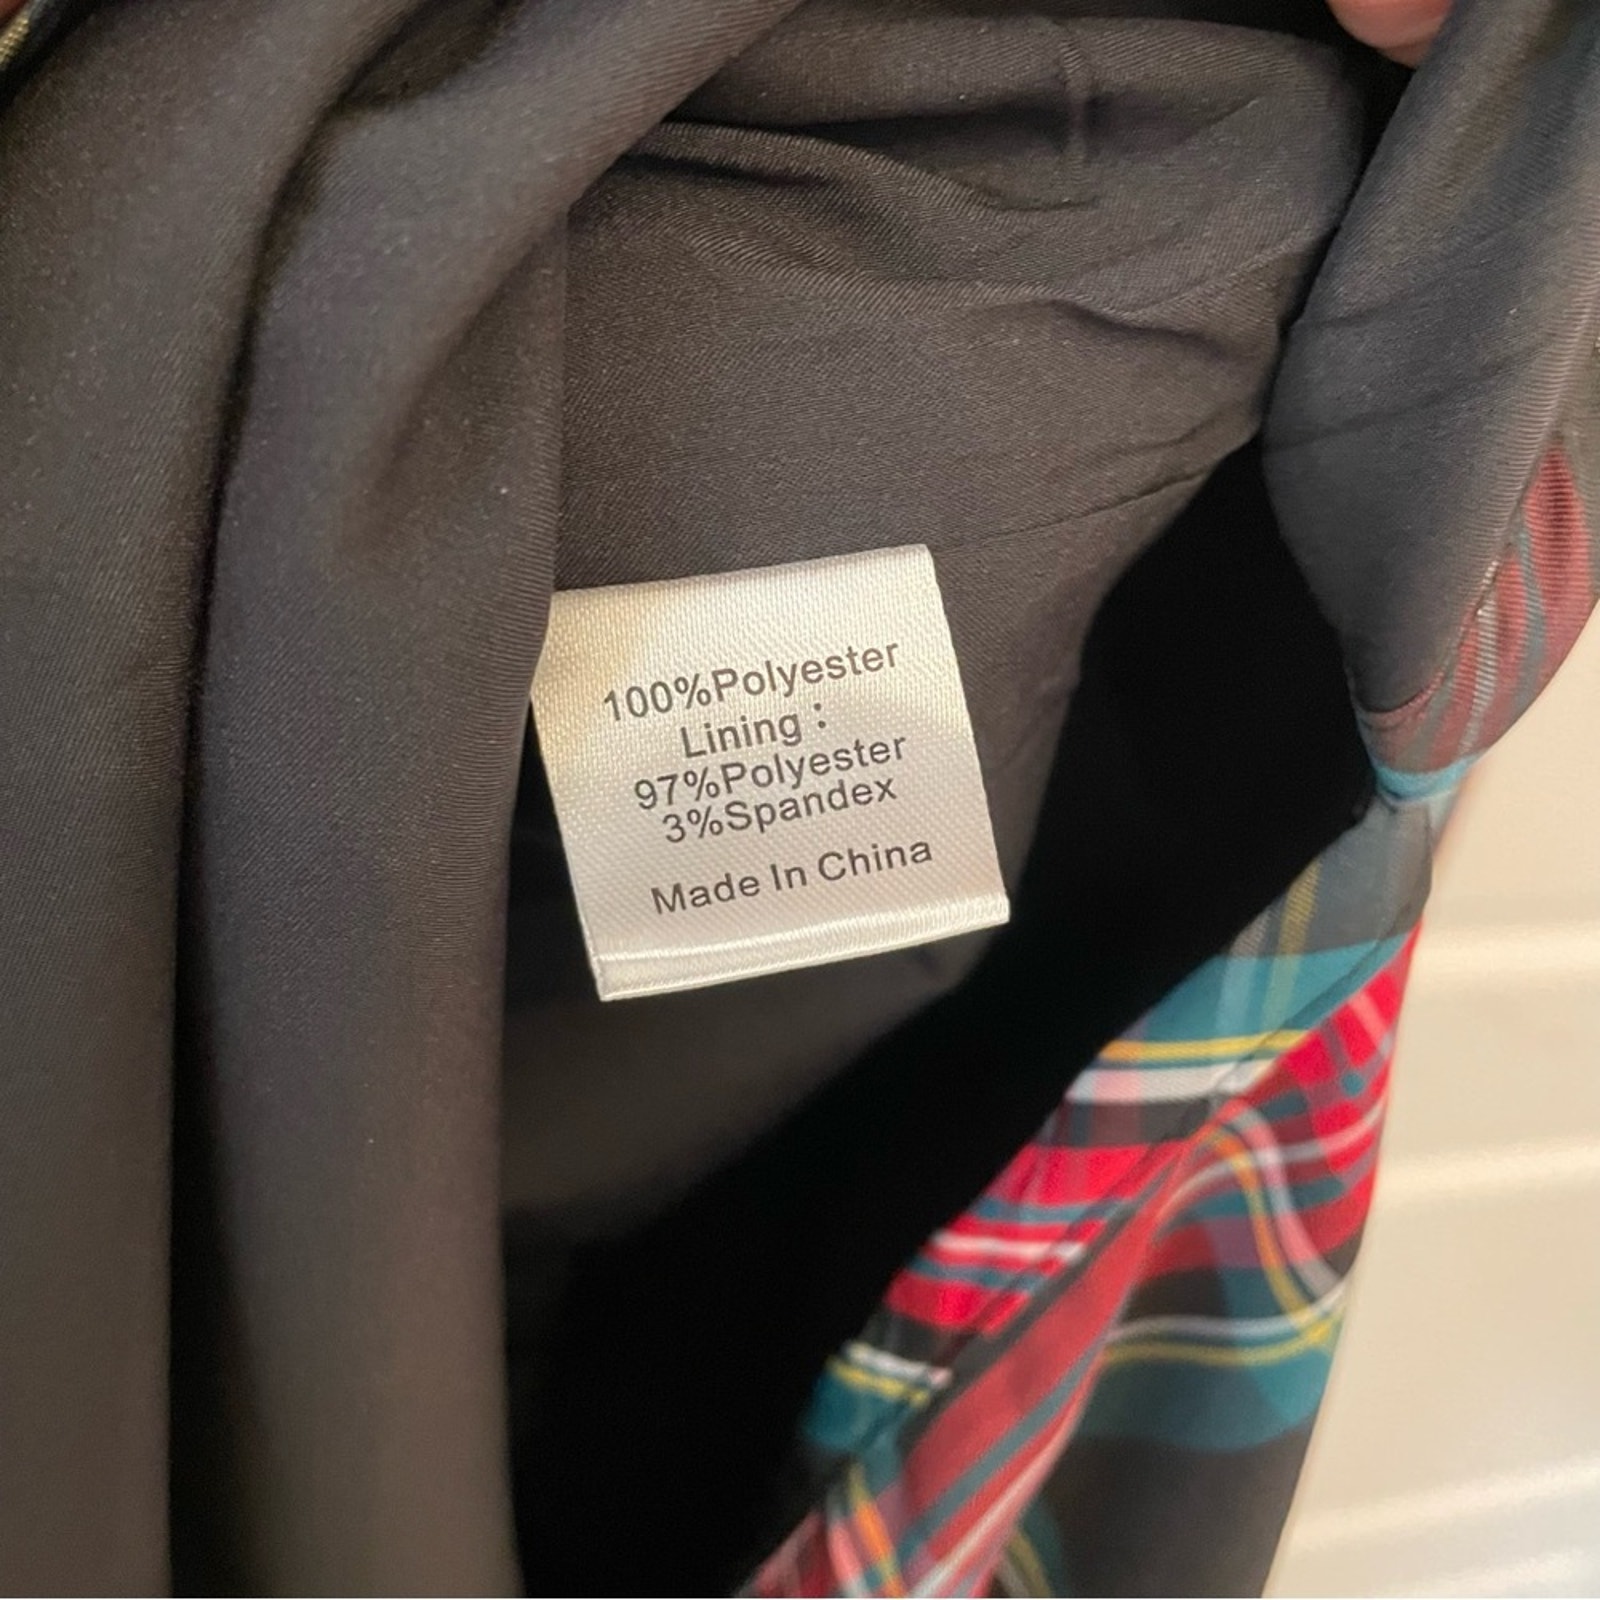 100%Polyester
Lining :
97%Polyester
3%Spandex
Made In China